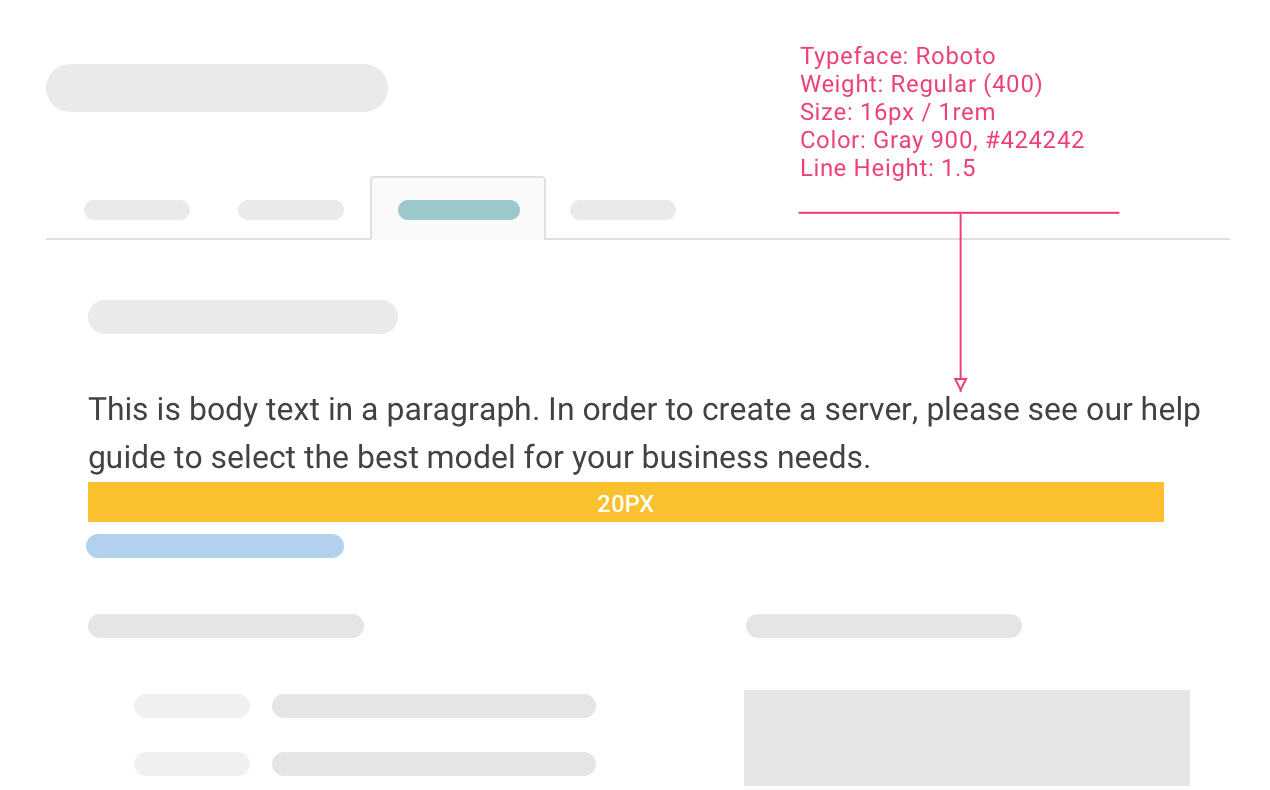 Typeface: Roboto
Weight: Regular (400)
Size: 16px / 1rem
Color: Gray 900, #424242
Line Height: 1.5
This is body text in a paragraph. In order to create a server, please see our help
guide to select the best model for your business needs.
20PX